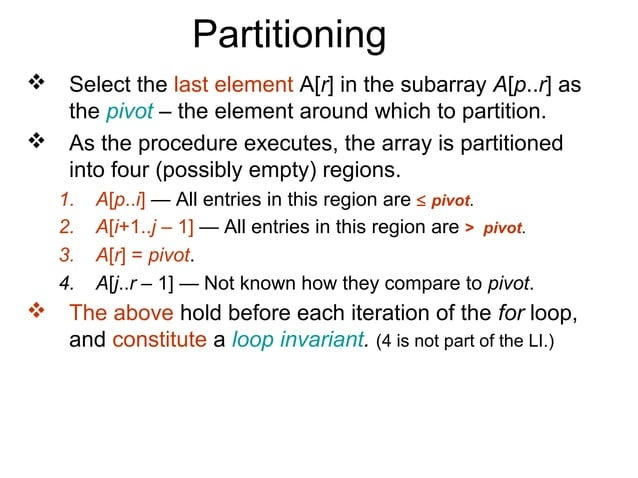 Partitioning
❖ Select the last element A[r] in the subarray A[p..r] as
the pivot – the element around which to partition.
❖ As the procedure executes, the array is partitioned
into four (possibly empty) regions.
1. A[p..i] — All entries in this region are ≤ pivot.
2. A[i+1..j – 1] — All entries in this region are > pivot.
3. A[r] = pivot.
4. A[j..r – 1] — Not known how they compare to pivot.
❖ The above hold before each iteration of the for loop,
and constitute a loop invariant. (4 is not part of the LI.)